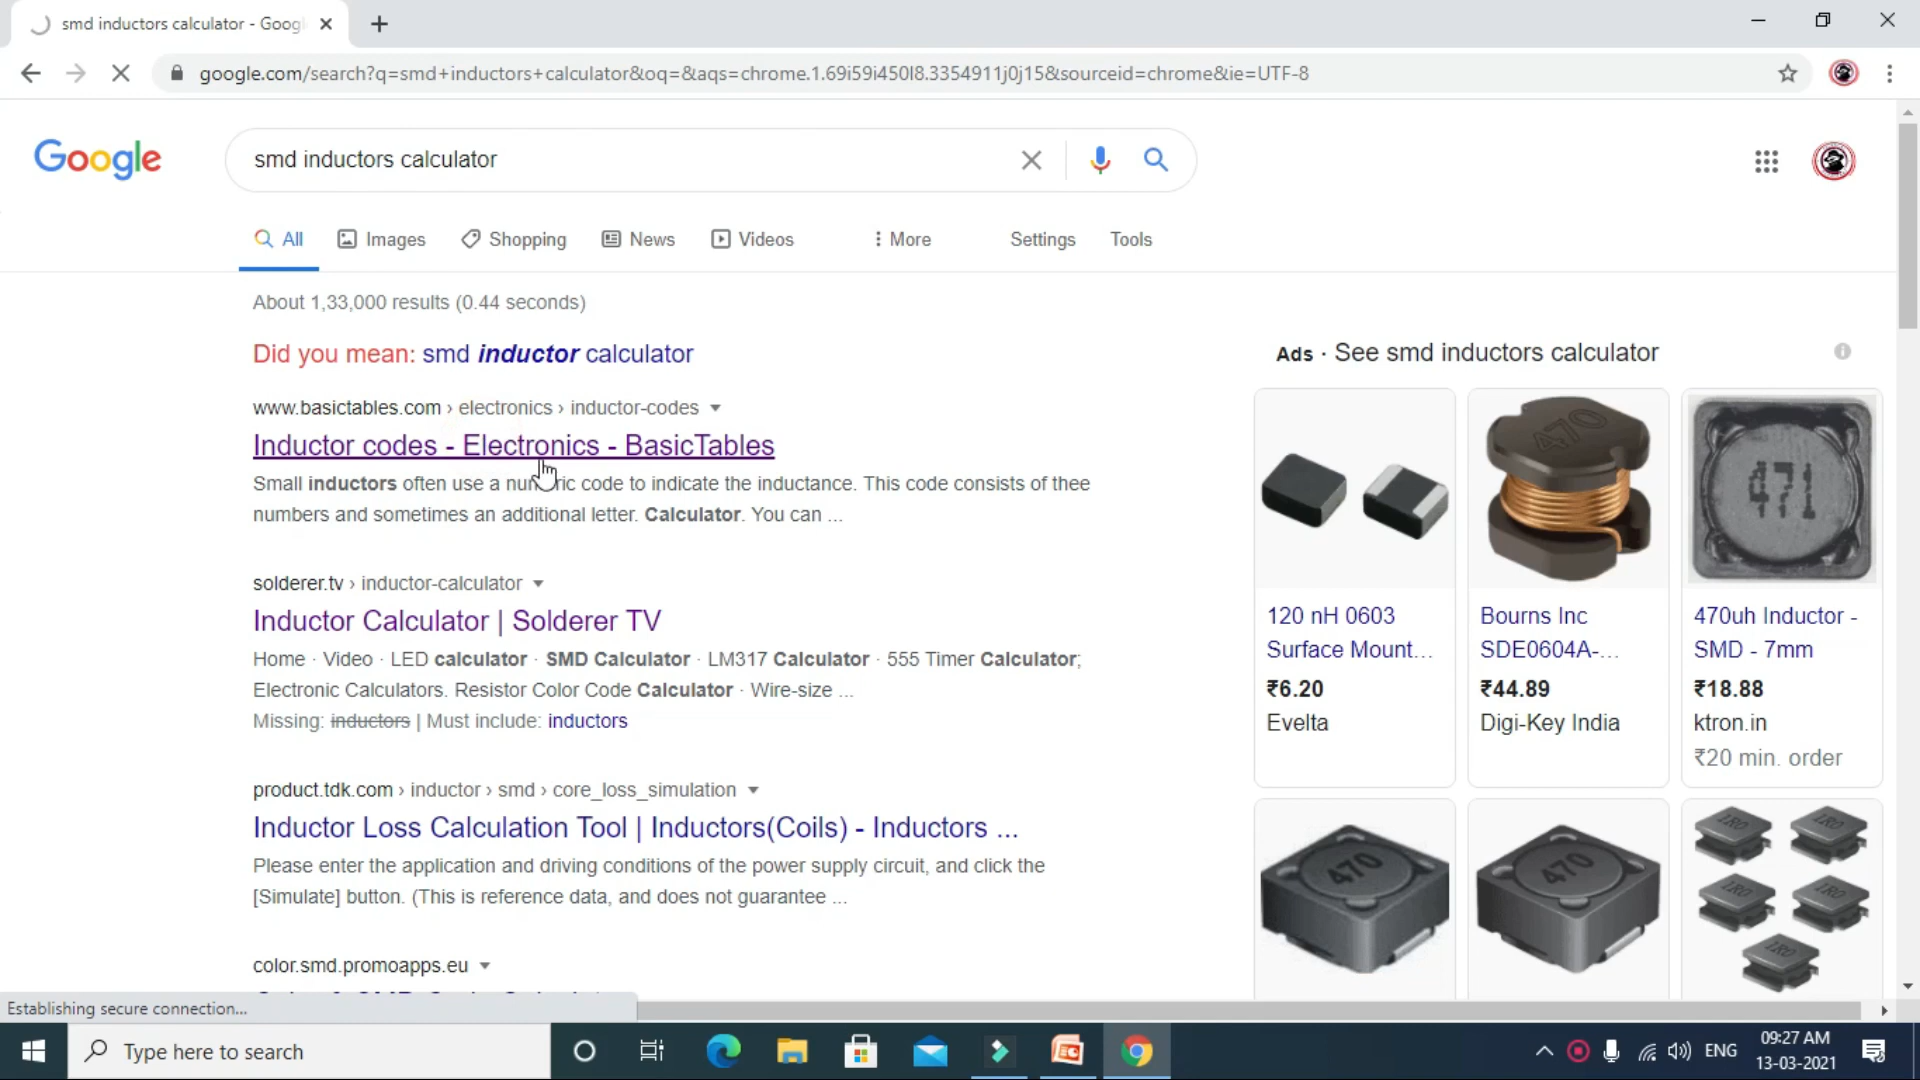 smd inductors calculator - Goog
google.com/search?q=smd+inductors+calculator&oq=&aqs=chrome.1.69i59i450l8.3354911j0j15&sourceid=chrome&ie=UTF-8
Google
smd inductors calculator
All
Images
Shopping
News
Videos
More
Settings
Tools
About 1,33,000 results (0.44 seconds)
Did you mean: smd inductor calculator
www.basictables.com › electronics › inductor-codes
Inductor codes - Electronics - BasicTables
Small inductors often use a numeric code to indicate the inductance. This code consists of thee
numbers and sometimes an additional letter. Calculator. You can ...
solderer.tv › inductor-calculator
Inductor Calculator | Solderer TV
Home · Video · LED calculator · SMD Calculator · LM317 Calculator · 555 Timer Calculator;
Electronic Calculators. Resistor Color Code Calculator · Wire-size ...
Missing: inductors | Must include: inductors
product.tdk.com › inductor › smd › core_loss_simulation
Inductor Loss Calculation Tool | Inductors(Coils) - Inductors ...
Please enter the application and driving conditions of the power supply circuit, and click the
[Simulate] button. (This is reference data, and does not guarantee ...
color.smd.promoapps.eu
Ads · See smd inductors calculator
470
471
120 nH 0603
Surface Mount...
₹6.20
Evelta
Bourns Inc
SDE0604A-...
₹44.89
Digi-Key India
470uh Inductor -
SMD - 7mm
₹18.88
ktron.in
₹20 min. order
470
470
1R0
1R0
1R0
1R0
1R0
Establishing secure connection...
Type here to search
ENG
09:27 AM
13-03-2021